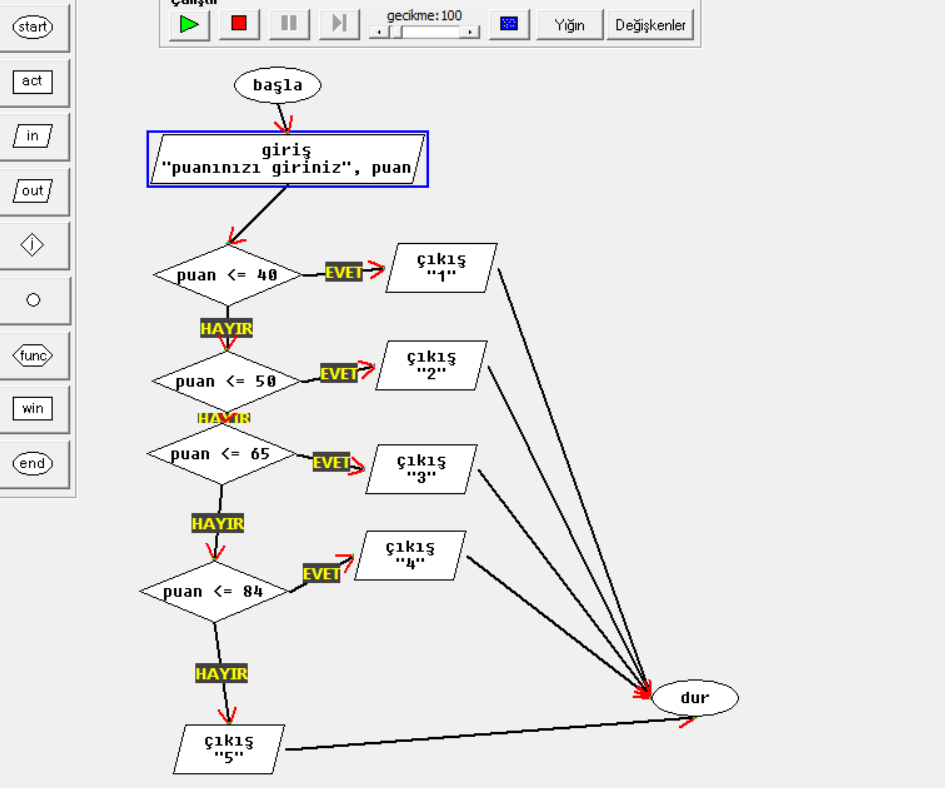 Çalıştır
gecikme:100
Yığın
Değişkenler
start
act
in
out
j
func
win
end
başla
giriş
"puanınızı giriniz", puan
puan <= 40
EVET
çıkış
"1"
HAYIR
puan <= 50
EVET
çıkış
"2"
HAYIR
puan <= 65
EVET
çıkış
"3"
HAYIR
puan <= 84
EVET
çıkış
"4"
HAYIR
çıkış
"5"
dur